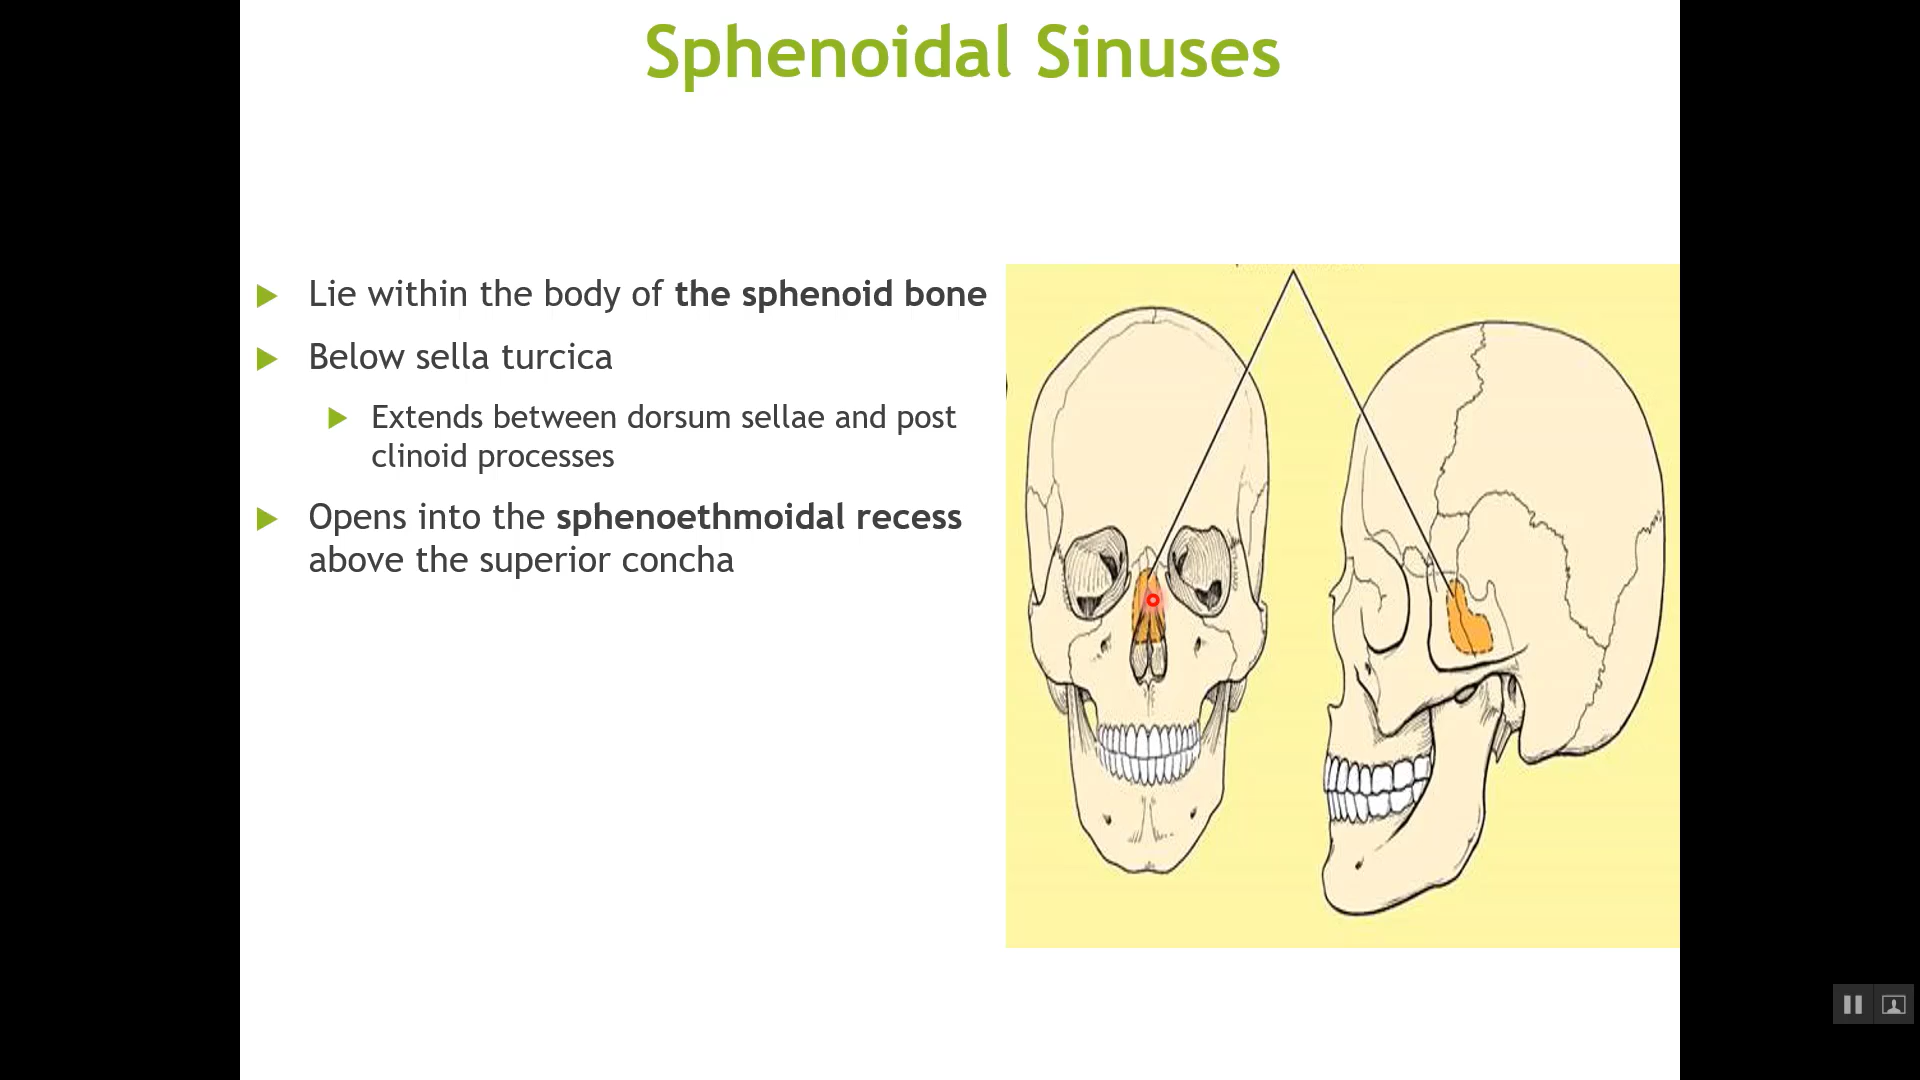 Sphenoidal Sinuses
Lie within the body of the sphenoid bone
Below sella turcica
Extends between dorsum sellae and post
clinoid processes
Opens into the sphenoethmoidal recess
above the superior concha